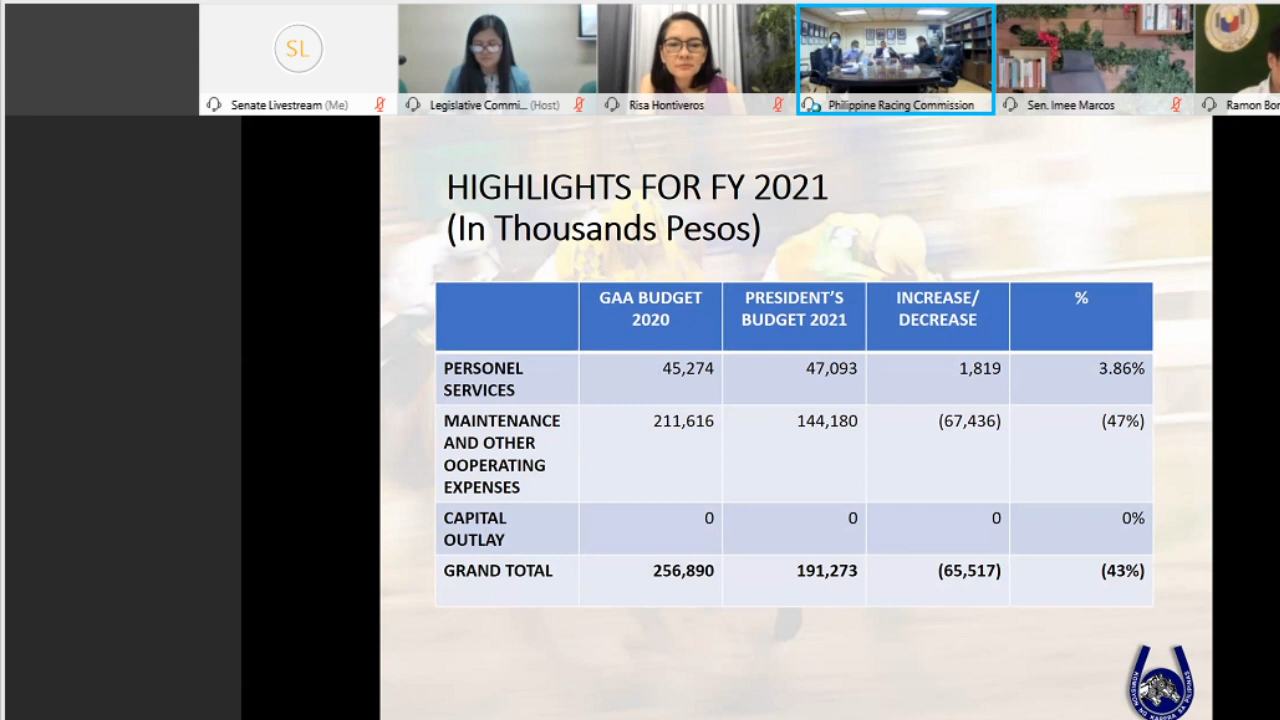 SL
Senate Livestream (Me)
Legislative Commi... (Host)
Risa Hontiveros
Philippine Racing Commission
Sen. Imee Marcos
Ramon Bon
HIGHLIGHTS FOR FY 2021
(In Thousands Pesos)
GAA BUDGET
2020
PRESIDENT'S
BUDGET 2021
INCREASE/
DECREASE
%
PERSONEL
SERVICES
45,274
47,093
1,819
3.86%
MAINTENANCE
AND OTHER
OOPERATING
EXPENSES
211,616
144,180
(67,436)
(47%)
CAPITAL
OUTLAY
0
0
0
0%
GRAND TOTAL
256,890
191,273
(65,517)
(43%)